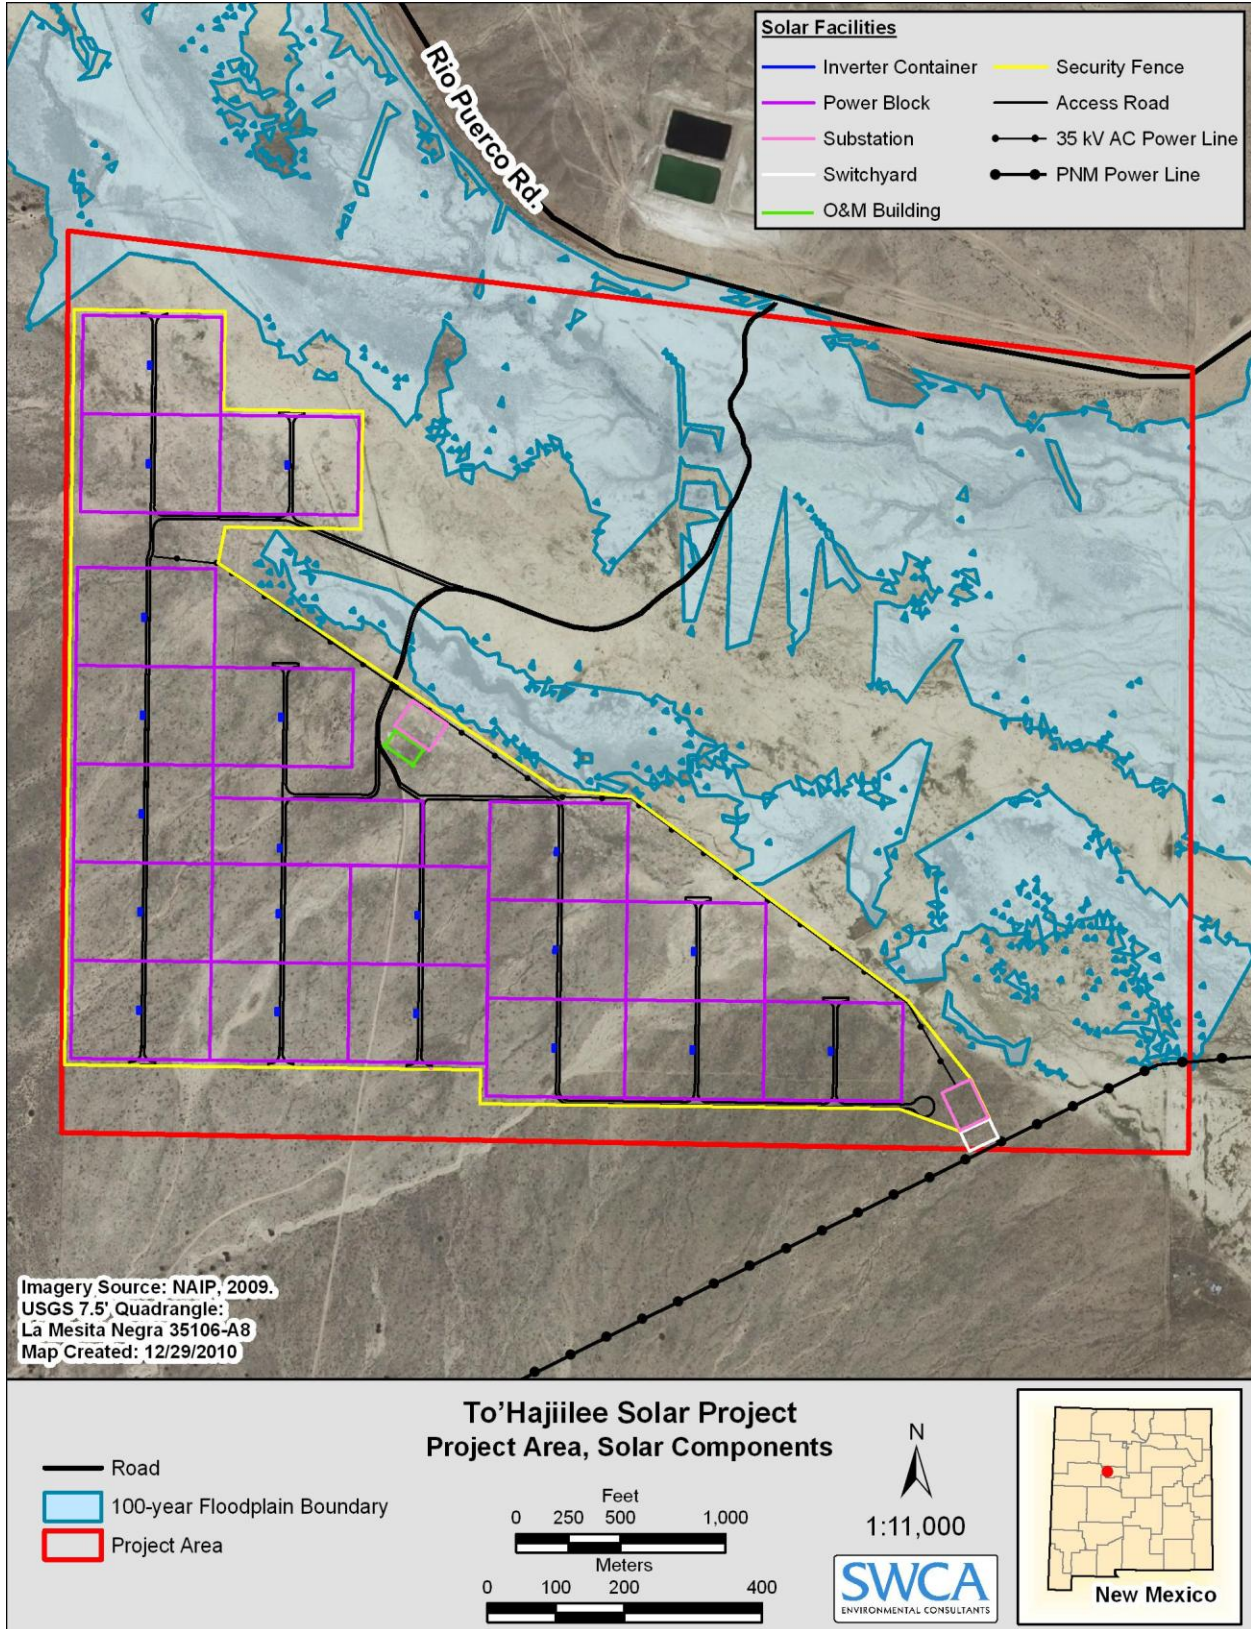 Solar Facilities
Inverter Container
Security Fence
Power Block
Access Road
Substation
35 kV AC Power Line
Switchyard
PNM Power Line
O&M Building
Rio Puerco Rd.
Imagery Source: NAIP, 2009.
USGS 7.5' Quadrangle:
La Mesita Negra 35106-A8
Map Created: 12/29/2010
To'Hajiilee Solar Project
Project Area, Solar Components
Road
100-year Floodplain Boundary
Project Area
Feet
0 250 500 1,000
Meters
0 100 200 400
N
1:11,000
SWCA
ENVIRONMENTAL CONSULTANTS
New Mexico